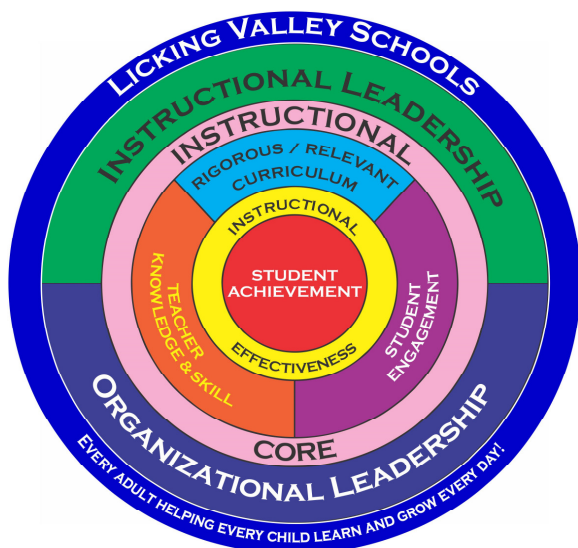 LICKING VALLEY SCHOOLS
INSTRUCTIONAL LEADERSHIP
INSTRUCTIONAL
RIGOROUS / RELEVANT
CURRICULUM
INSTRUCTIONAL
STUDENT
ACHIEVEMENT
EFFECTIVENESS
TEACHER
KNOWLEDGE & SKILL
STUDENT
ENGAGEMENT
CORE
ORGANIZATIONAL LEADERSHIP
EVERY ADULT HELPING EVERY CHILD LEARN AND GROW EVERY DAY!